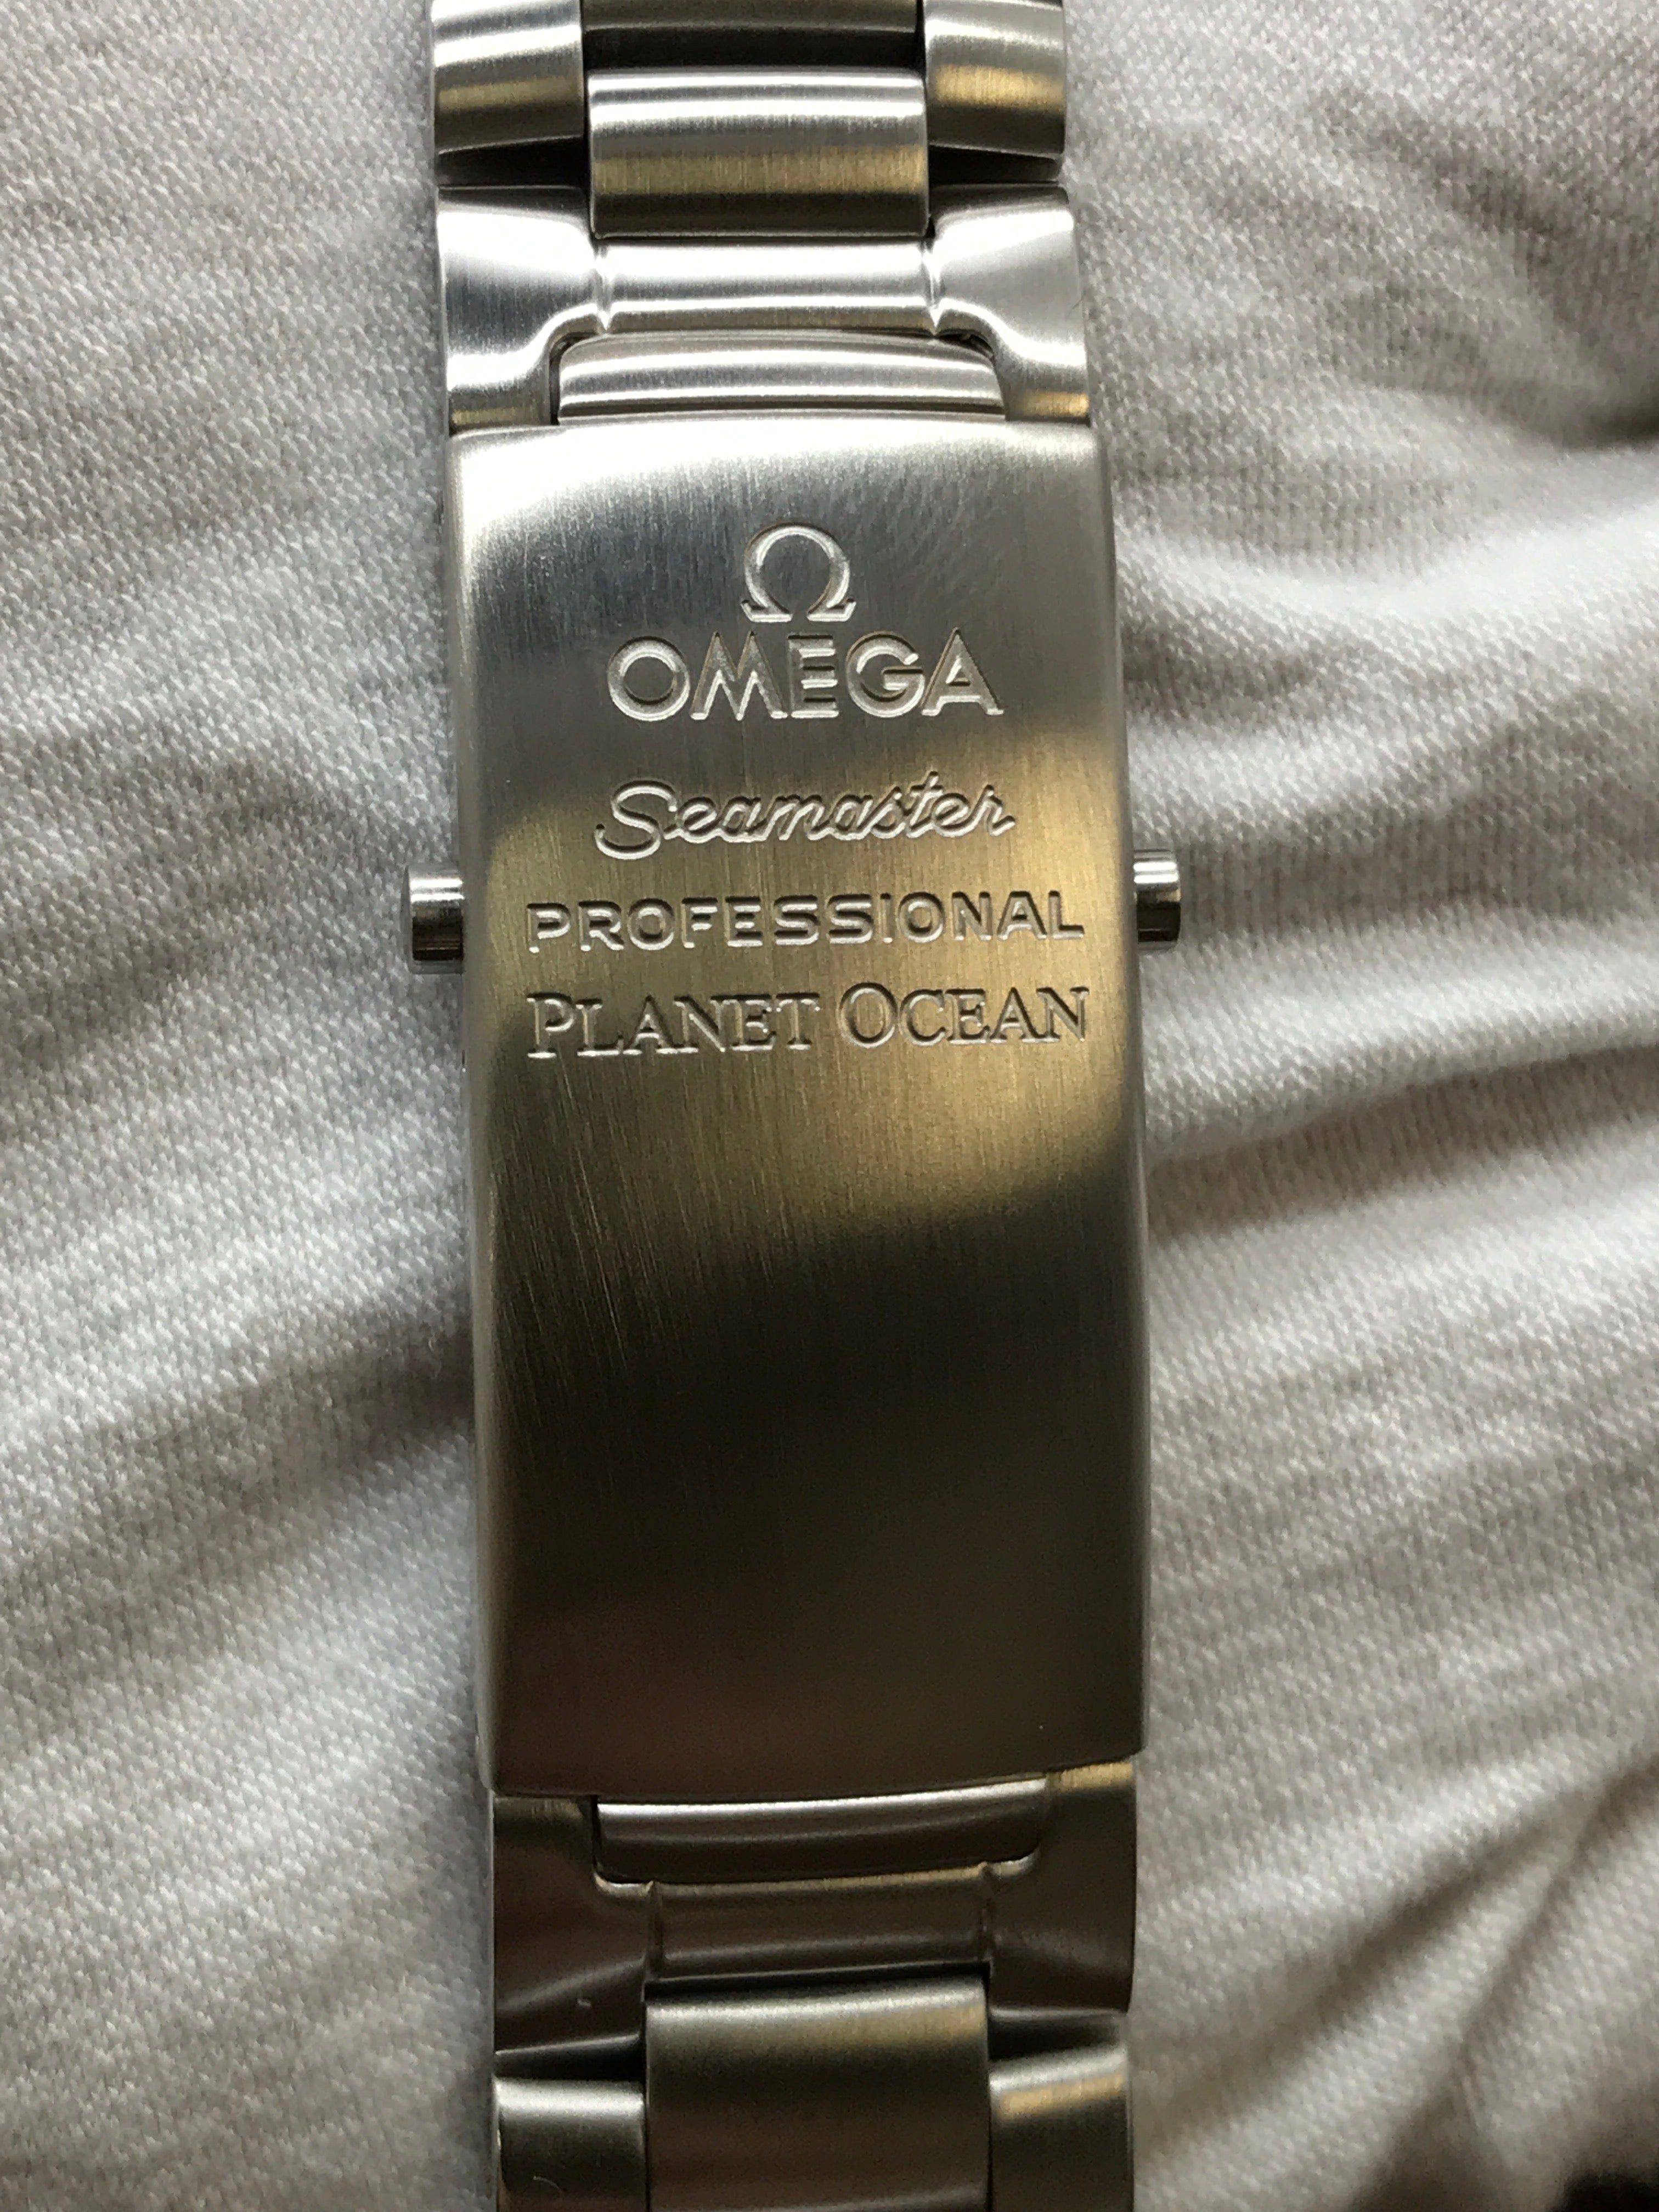 Ω
OMEGA
Seamaster
PROFESSIONAL
PLANET OCEAN